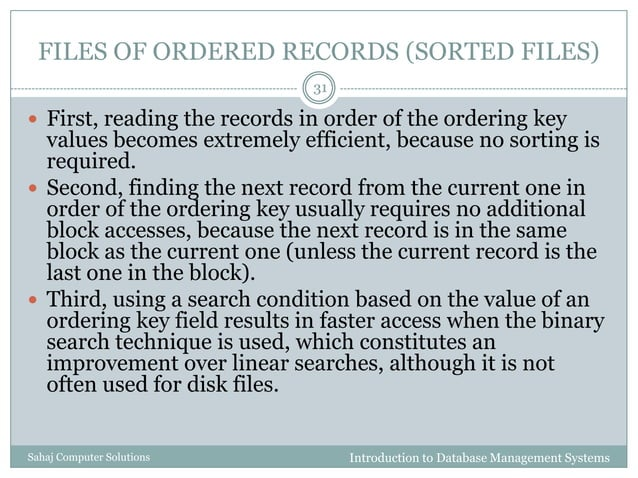 FILES OF ORDERED RECORDS (SORTED FILES)
31
• First, reading the records in order of the ordering key
values becomes extremely efficient, because no sorting is
required.
• Second, finding the next record from the current one in
order of the ordering key usually requires no additional
block accesses, because the next record is in the same
block as the current one (unless the current record is the
last one in the block).
• Third, using a search condition based on the value of an
ordering key field results in faster access when the binary
search technique is used, which constitutes an
improvement over linear searches, although it is not
often used for disk files.
Sahaj Computer Solutions
Introduction to Database Management Systems